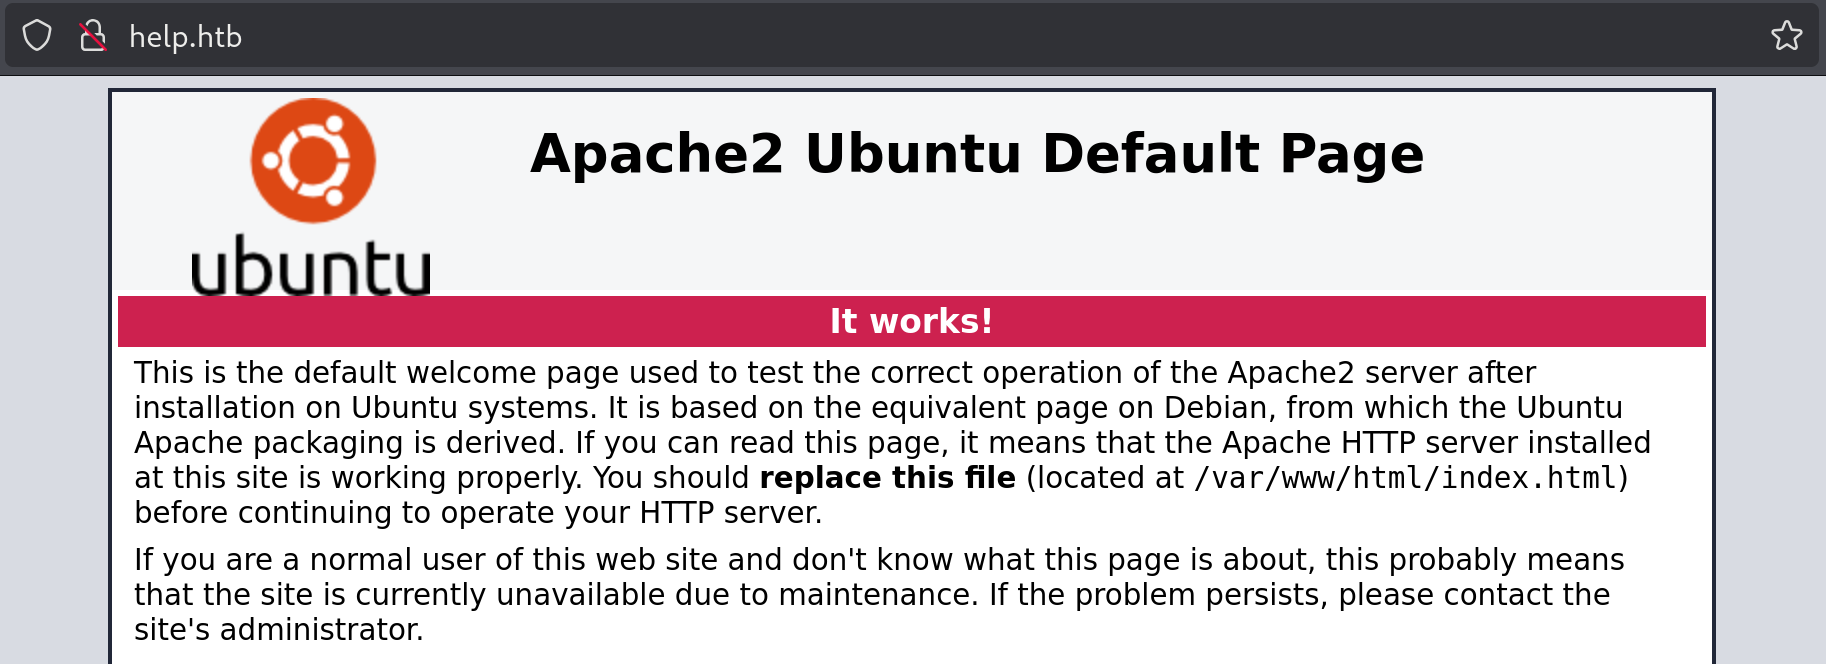 help.htb
Apache2 Ubuntu Default Page
ubuntu
It works!
This is the default welcome page used to test the correct operation of the Apache2 server after
installation on Ubuntu systems. It is based on the equivalent page on Debian, from which the Ubuntu
Apache packaging is derived. If you can read this page, it means that the Apache HTTP server installed
at this site is working properly. You should replace this file (located at /var/www/html/index.html)
before continuing to operate your HTTP server.
If you are a normal user of this web site and don't know what this page is about, this probably means
that the site is currently unavailable due to maintenance. If the problem persists, please contact the
site's administrator.